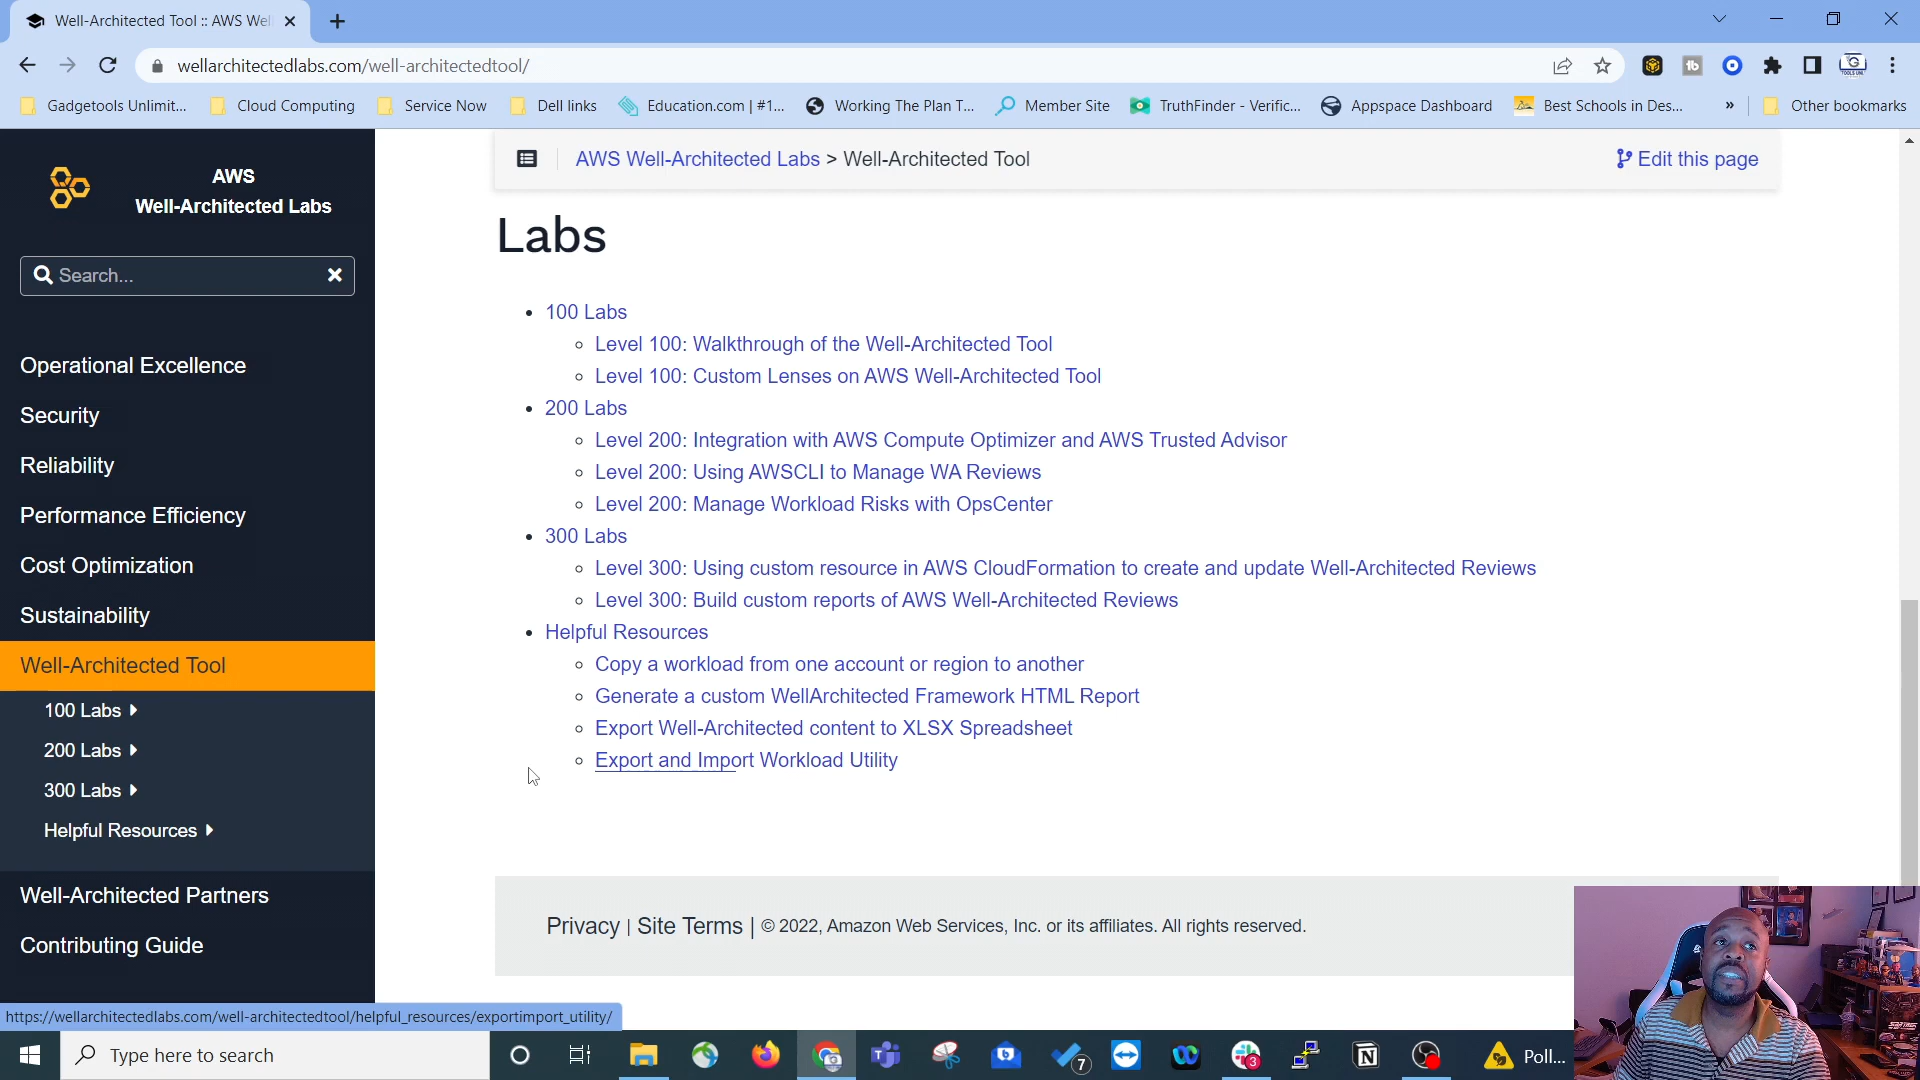 Well-Architected Tool :: AWS Wel
wellarchitectedlabs.com/well-architectedtool/
Gadgetools Unlimit...
Cloud Computing
Service Now
Dell links
Education.com | #1...
Working The Plan T...
Member Site
TruthFinder - Verific...
Appspace Dashboard
Best Schools in Des...
»
Other bookmarks
AWS
Well-Architected Labs
Search...
Operational Excellence
Security
Reliability
Performance Efficiency
Cost Optimization
Sustainability
Well-Architected Tool
100 Labs
200 Labs
300 Labs
Helpful Resources
Well-Architected Partners
Contributing Guide
AWS Well-Architected Labs > Well-Architected Tool
Edit this page
Labs
100 Labs
Level 100: Walkthrough of the Well-Architected Tool
Level 100: Custom Lenses on AWS Well-Architected Tool
200 Labs
Level 200: Integration with AWS Compute Optimizer and AWS Trusted Advisor
Level 200: Using AWSCLI to Manage WA Reviews
Level 200: Manage Workload Risks with OpsCenter
300 Labs
Level 300: Using custom resource in AWS CloudFormation to create and update Well-Architected Reviews
Level 300: Build custom reports of AWS Well-Architected Reviews
Helpful Resources
Copy a workload from one account or region to another
Generate a custom WellArchitected Framework HTML Report
Export Well-Architected content to XLSX Spreadsheet
Export and Import Workload Utility
Privacy | Site Terms | © 2022, Amazon Web Services, Inc. or its affiliates. All rights reserved.
https://wellarchitectedlabs.com/well-architectedtool/helpful_resources/exportimport_utility/
Type here to search
7
3
Poll...